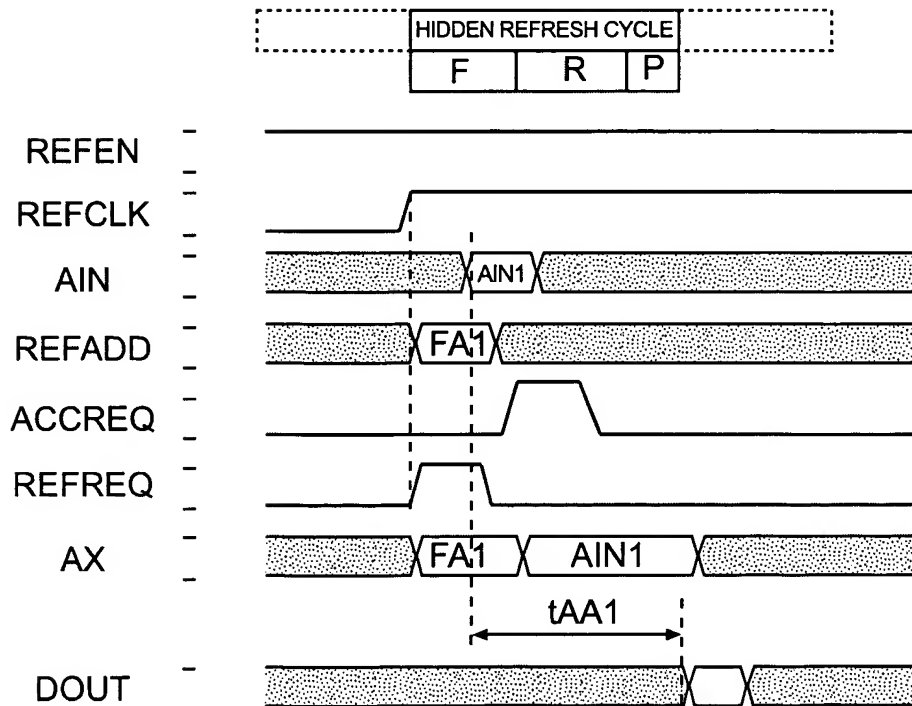 HIDDEN REFRESH CYCLE
F R P
REFEN
REFCLK
AIN AIN1
REFADD FA1
ACCREQ
REFREQ
AX FA1 AIN1
tAA1
DOUT